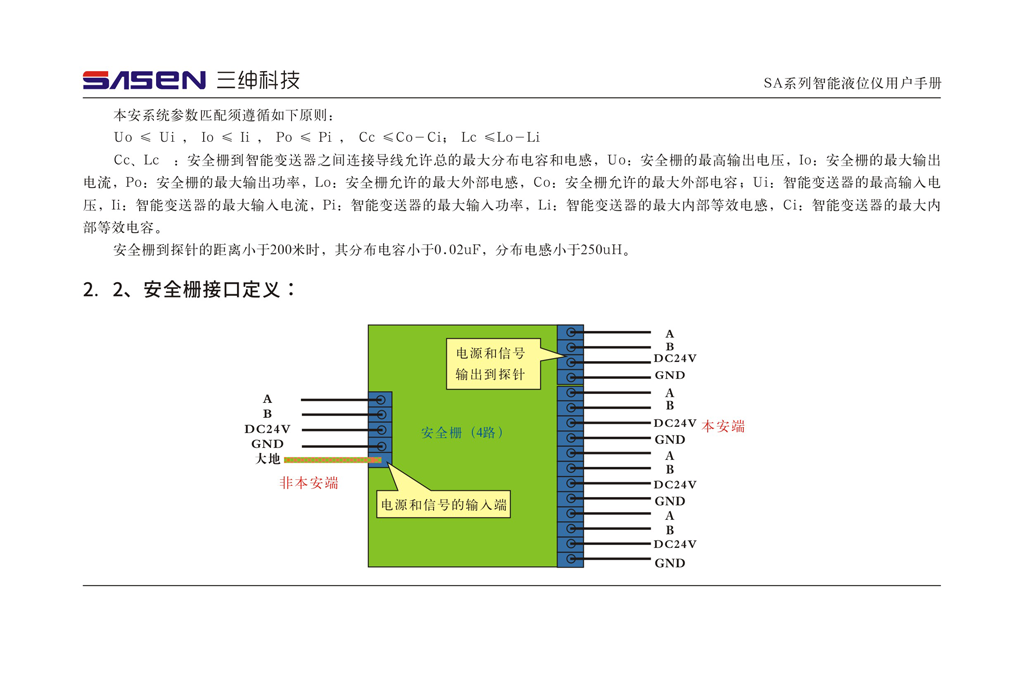 SASEN 三绅科技
SA系列智能液位仪用户手册
本安系统参数匹配须遵循如下原则：
Uo ≤ Ui ， Io ≤ Ii ， Po ≤ Pi ， Cc ≤Co-Ci； Lc ≤Lo-Li
Cc、Lc ：安全栅到智能变送器之间连接导线允许总的最大分布电容和电感，Uo：安全栅的最高输出电压，Io：安全栅的最大输出
电流，Po：安全栅的最大输出功率，Lo：安全栅允许的最大外部电感，Co：安全栅允许的最大外部电容；Ui：智能变送器的最高输入电
压，Ii：智能变送器的最大输入电流，Pi：智能变送器的最大输入功率，Li：智能变送器的最大内部等效电感，Ci：智能变送器的最大内
部等效电容。
安全栅到探针的距离小于200米时，其分布电容小于0.02uF，分布电感小于250uH。
2. 2、安全栅接口定义：
电源和信号
输出到探针
A
B
DC24V
GND
大地
非本安端
安全栅（4路）
电源和信号的输入端
A
B
DC24V
GND
A
B
DC24V
GND
A
B
DC24V
GND
A
B
DC24V
GND
本安端